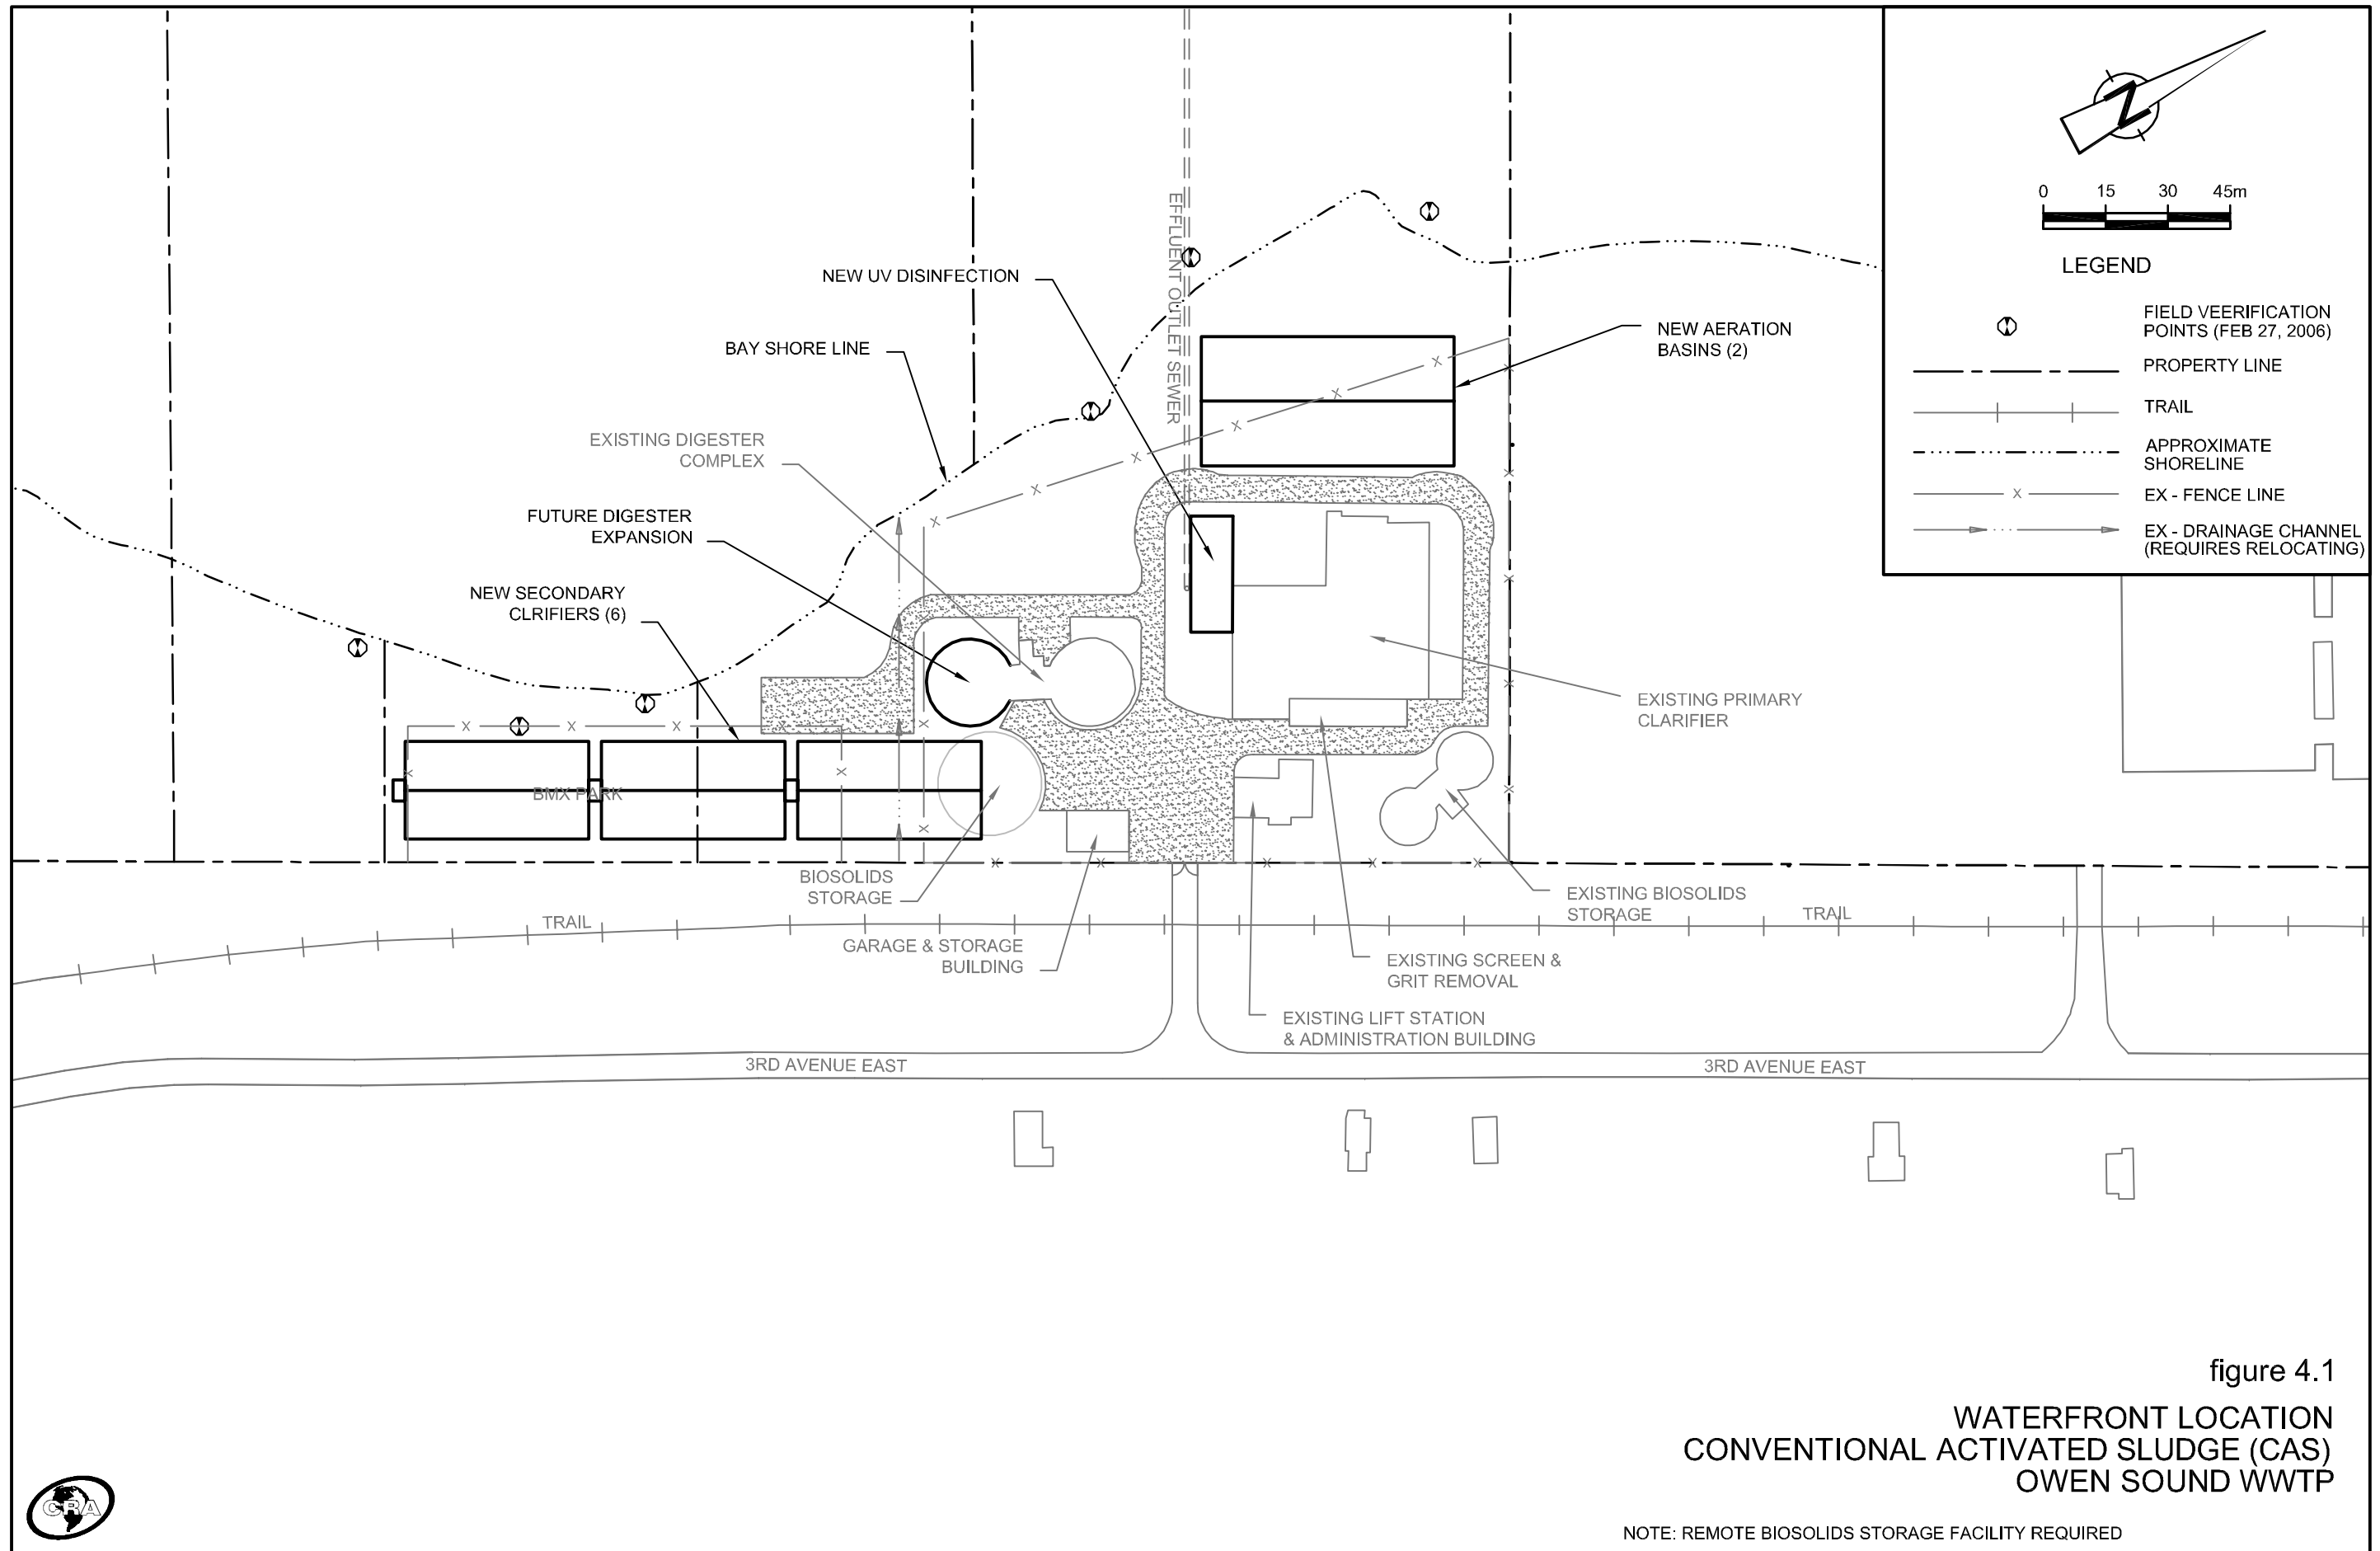 N
0 15 30 45m
LEGEND
FIELD VEERIFICATION
POINTS (FEB 27, 2006)
PROPERTY LINE
TRAIL
APPROXIMATE
SHORELINE
x
EX - FENCE LINE
EX - DRAINAGE CHANNEL
(REQUIRES RELOCATING)
EFFLUENT OUTLET SEWER
NEW UV DISINFECTION
NEW AERATION
BASINS (2)
BAY SHORE LINE
EXISTING DIGESTER
COMPLEX
FUTURE DIGESTER
EXPANSION
NEW SECONDARY
CLRIFIERS (6)
EXISTING PRIMARY
CLARIFIER
BMX PARK
BIOSOLIDS
STORAGE
EXISTING BIOSOLIDS
STORAGE
TRAIL
TRAIL
GARAGE & STORAGE
BUILDING
EXISTING SCREEN &
GRIT REMOVAL
EXISTING LIFT STATION
& ADMINISTRATION BUILDING
3RD AVENUE EAST
3RD AVENUE EAST
figure 4.1
WATERFRONT LOCATION
CONVENTIONAL ACTIVATED SLUDGE (CAS)
OWEN SOUND WWTP
CRA
NOTE: REMOTE BIOSOLIDS STORAGE FACILITY REQUIRED